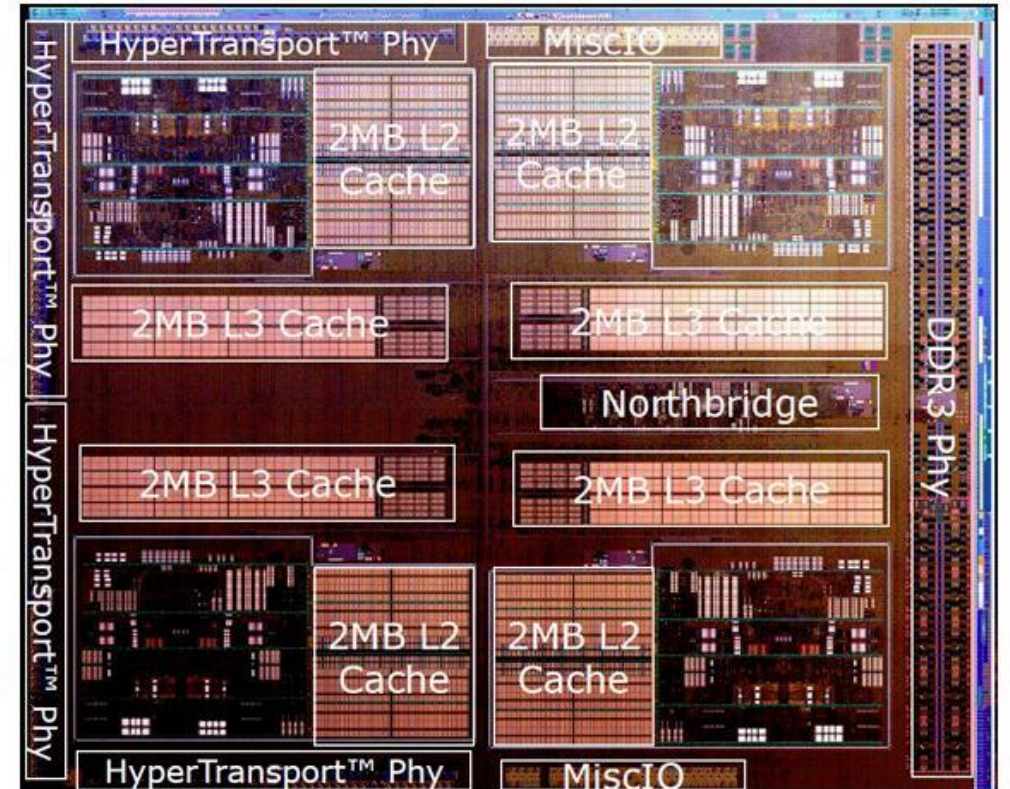 HyperTransport™ Phy
MiscIO
HyperTransport™ Phy
2MB L2
Cache
2MB L2
Cache
2MB L3 Cache
2MB L3 Cache
DDR3 Phy
Northbridge
HyperTransport™ Phy
2MB L3 Cache
2MB L3 Cache
2MB L2
Cache
2MB L2
Cache
HyperTransport™ Phy
MiscIO